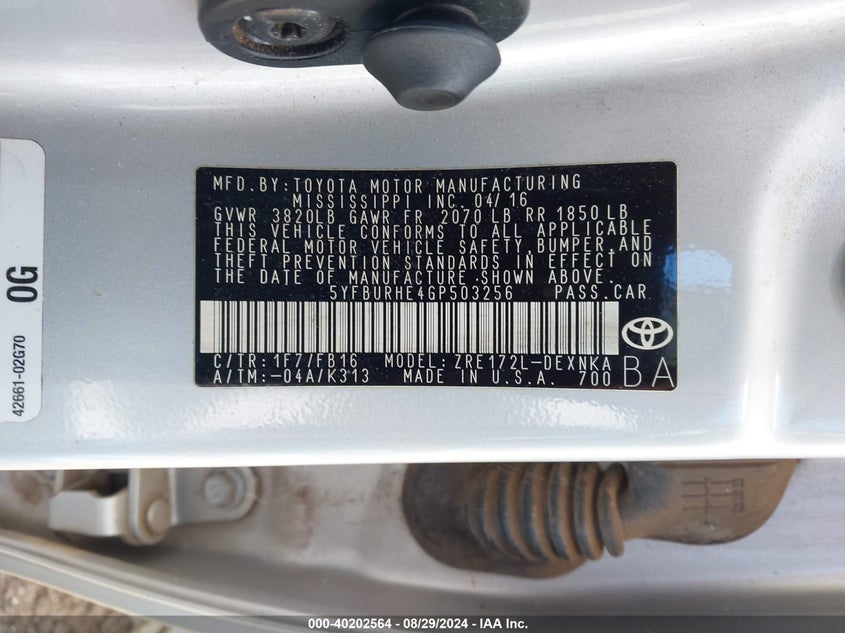 MFD.BY:TOYOTA MOTOR MANUFACTURING
MISSISSIPPI INC. 04/16
GVWR 3820LB GAWR FR 2070 LB RR 1850 LB
THIS VEHICLE CONFORMS TO ALL APPLICABLE
FEDERAL MOTOR VEHICLE SAFETY,BUMPER,AND
THEFT PREVENTION STANDARDS IN EFFECT ON
THE DATE OF MANUFACTURE SHOWN ABOVE.
5YFBURHE4GP503256 PASS.CAR
C/TR:1F7/FB16 MODEL:ZRE172L-DEXNKA
A/TM:-04A/K313 MADE IN U.S.A. 700
BA
0G
42661-02G70
000-40202564 - 08/29/2024 - IAA Inc.